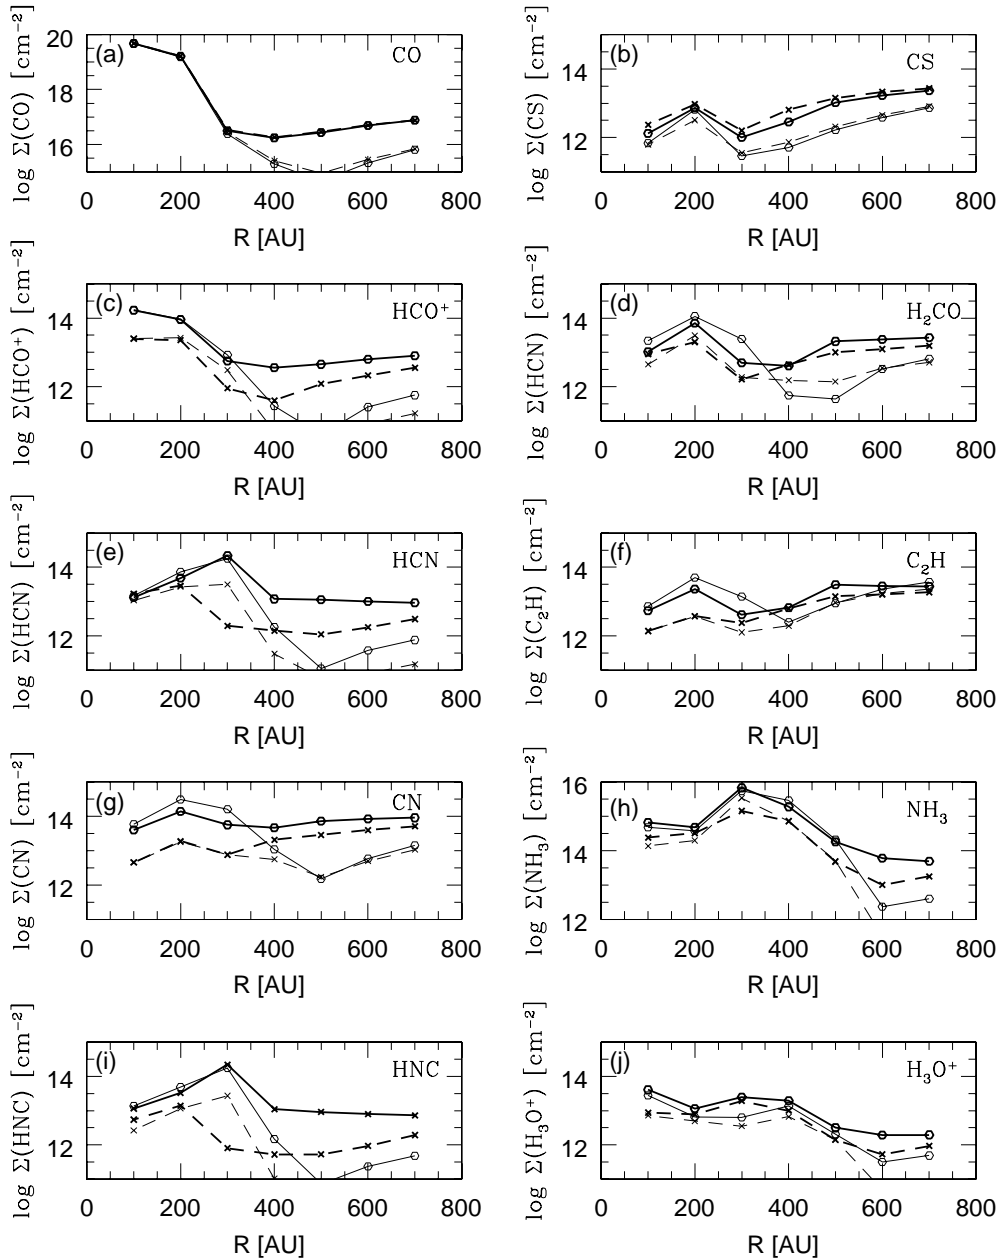 (a)
CO
log Σ(CO) [cm⁻²]
20
18
16
0 200 400 600 800
R [AU]
(b)
CS
log Σ(CS) [cm⁻²]
14
12
0 200 400 600 800
R [AU]
(c)
HCO⁺
log Σ(HCO⁺) [cm⁻²]
14
12
0 200 400 600 800
R [AU]
(d)
H₂CO
log Σ(HCN) [cm⁻²]
14
12
0 200 400 600 800
R [AU]
(e)
HCN
log Σ(HCN) [cm⁻²]
14
12
0 200 400 600 800
R [AU]
(f)
C₂H
log Σ(C₂H) [cm⁻²]
14
12
0 200 400 600 800
R [AU]
(g)
CN
log Σ(CN) [cm⁻²]
14
12
0 200 400 600 800
R [AU]
(h)
NH₃
log Σ(NH₃) [cm⁻²]
16
14
12
0 200 400 600 800
R [AU]
(i)
HNC
log Σ(HNC) [cm⁻²]
14
12
0 200 400 600 800
R [AU]
(j)
H₃O⁺
log Σ(H₃O⁺) [cm⁻²]
14
12
0 200 400 600 800
R [AU]